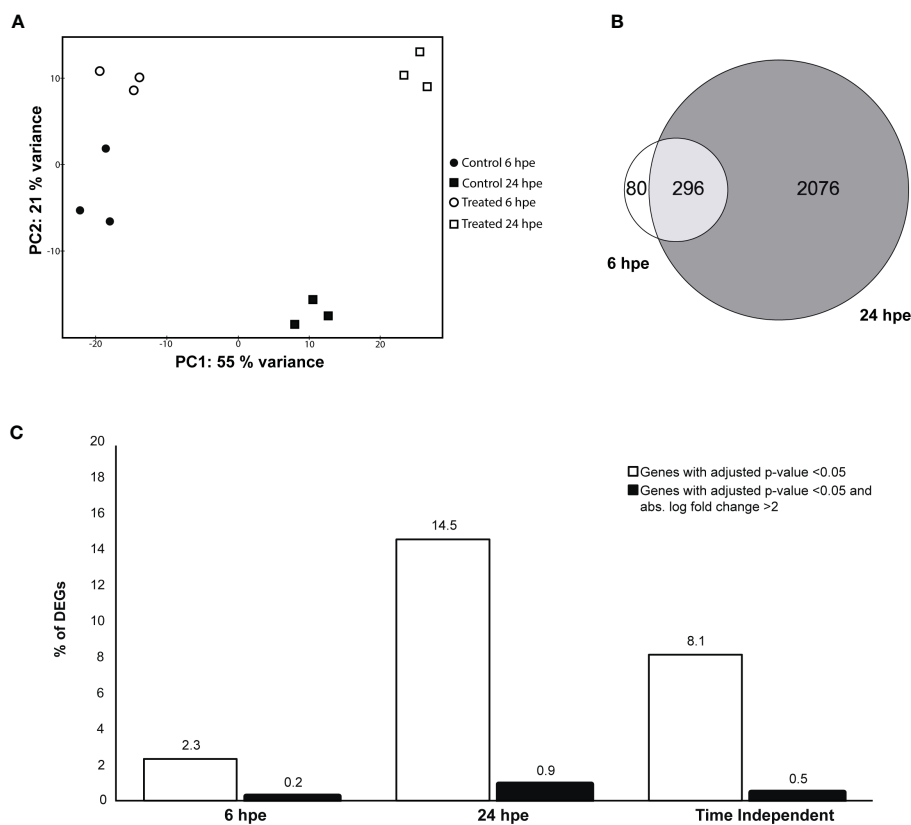 A
PC2: 21 % variance
10
0
-10
-20
-10
0
10
20
PC1: 55 % variance
Control 6 hpe
Control 24 hpe
Treated 6 hpe
Treated 24 hpe
B
80
296
2076
6 hpe
24 hpe
C
% of DEGs
20
18
16
14
12
10
8
6
4
2
0
Genes with adjusted p-value <0.05
Genes with adjusted p-value <0.05 and
abs. log fold change >2
2.3
0.2
14.5
0.9
8.1
0.5
6 hpe
24 hpe
Time Independent